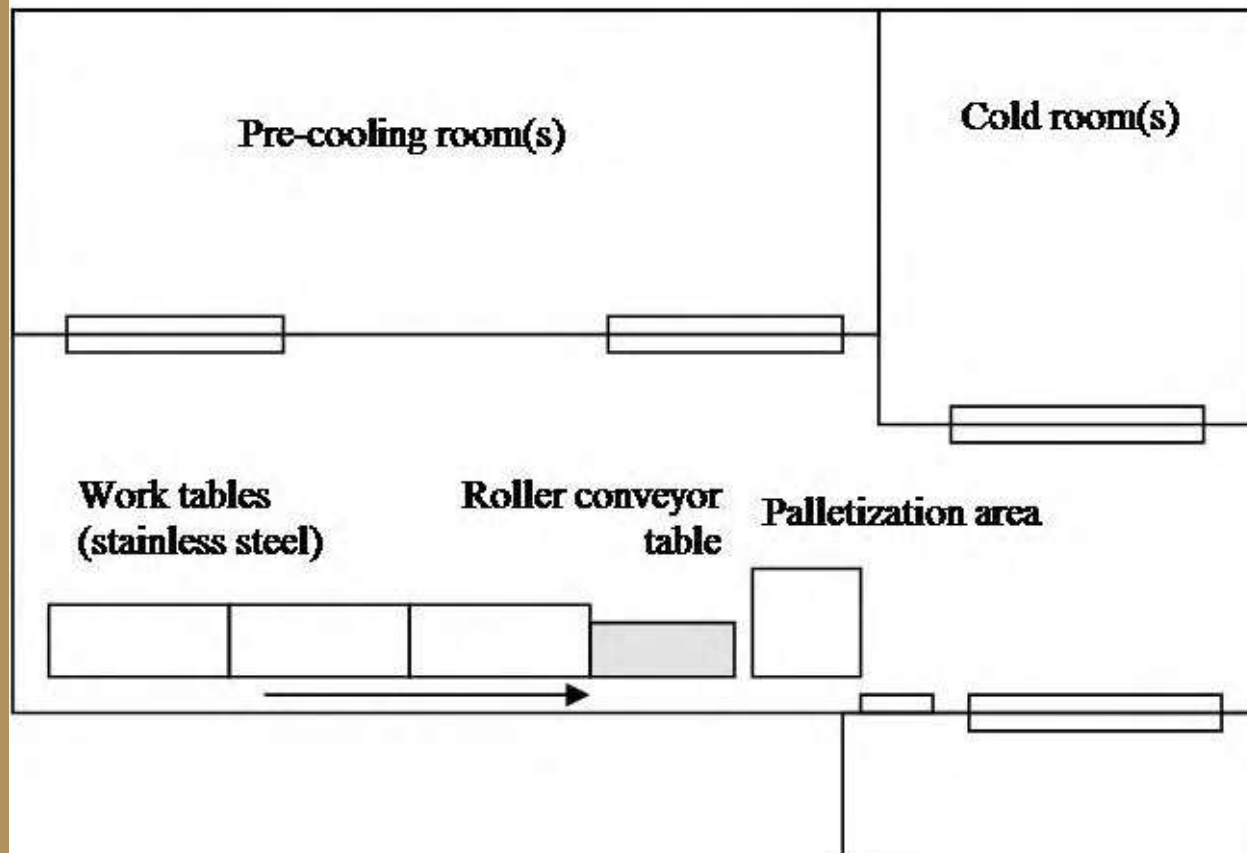 Pre-cooling room(s)
Cold room(s)
Work tables
(stainless steel)
Roller conveyor
table
Palletization area